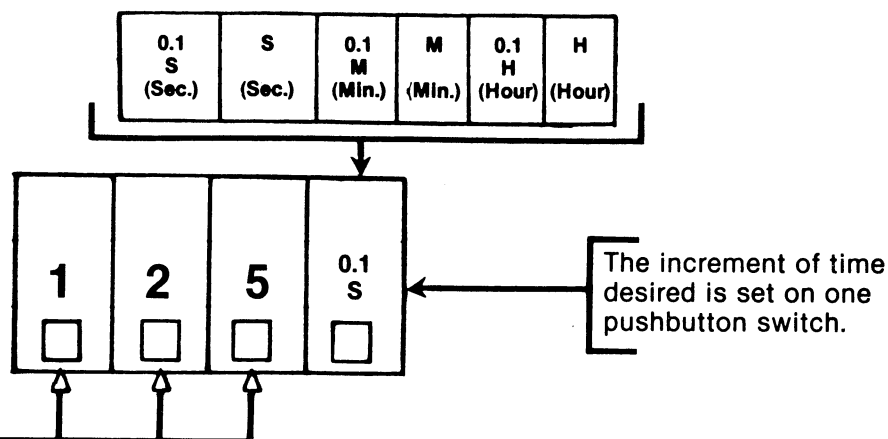 0.1 S (Sec.)
S (Sec.)
0.1 M (Min.)
M (Min.)
0.1 H (Hour)
H (Hour)
1 2 5 0.1 S
The increment of time
desired is set on one
pushbutton switch.